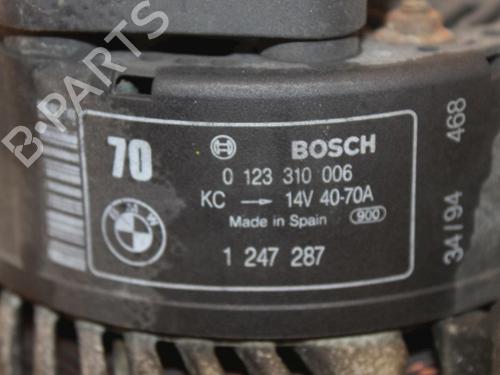 B-PARTS
70
BOSCH
0 123 310 006
KC → 14V 40-70A
Made in Spain 900
BMW
1 247 287
34/94 468